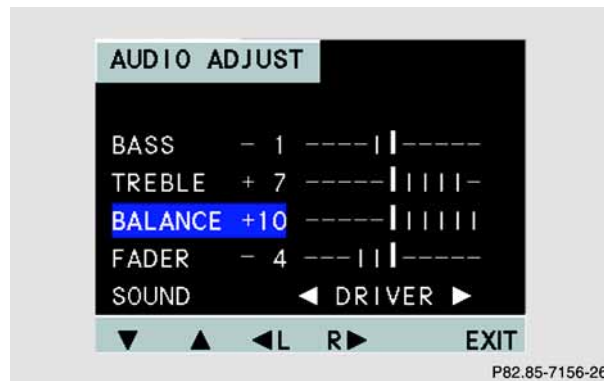 AUDIO ADJUST
BASS - 1 ----|❙-----
TREBLE + 7 -----❙||||-
BALANCE +10 -----❙|||||
FADER - 4 ---||❙-----
SOUND ◀ DRIVER ▶
▼ ▲ ◀L R▶ EXIT
P82.85-7156-26